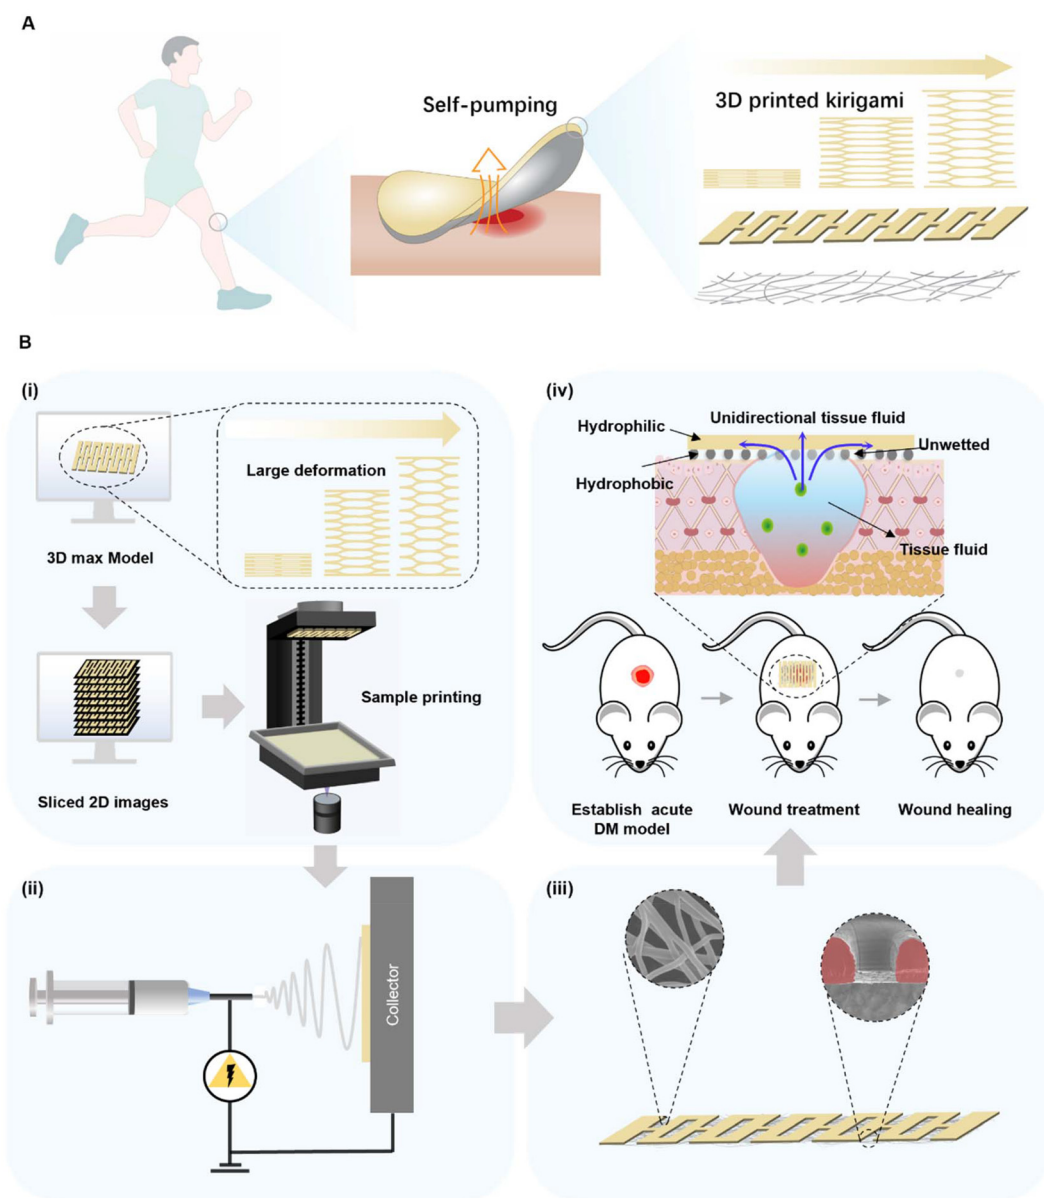 A
Self-pumping
3D printed kirigami
B
(i)
Large deformation
3D max Model
Sample printing
Sliced 2D images
(iv)
Unidirectional tissue fluid
Hydrophilic
Unwetted
Hydrophobic
Tissue fluid
Establish acute
DM model
Wound treatment
Wound healing
(ii)
Collector
(iii)